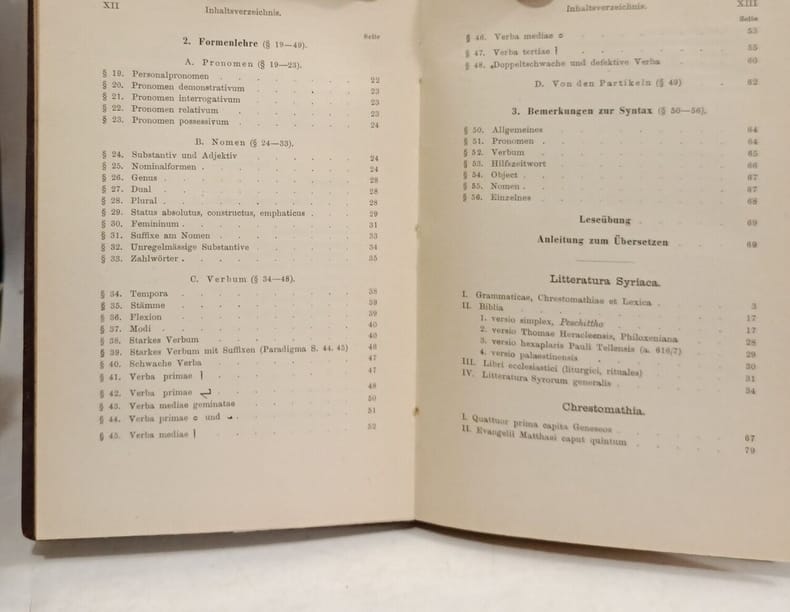 XII
Inhaltsverzeichnis.
Seite
2. Formenlehre (§ 19—49).
A. Pronomen (§ 19—23).
§ 19. Personalpronomen . . . . . 22
§ 20. Pronomen demonstrativum . . . . . 23
§ 21. Pronomen interrogativum . . . . . 23
§ 22. Pronomen relativum . . . . . 23
§ 23. Pronomen possessivum . . . . . 24
B. Nomen (§ 24—33).
§ 24. Substantiv und Adjektiv . . . . . 24
§ 25. Nominalformen . . . . . 24
§ 26. Genus . . . . . 28
§ 27. Dual . . . . . 28
§ 28. Plural . . . . . 28
§ 29. Status absolutus, constructus, emphaticus . . . 29
§ 30. Femininum . . . . . 31
§ 31. Suffixe am Nomen . . . . . 33
§ 32. Unregelmässige Substantive . . . . . 34
§ 33. Zahlwörter . . . . . 35
C. Verbum (§ 34—48).
§ 34. Tempora . . . . . 38
§ 35. Stämme . . . . . 39
§ 36. Flexion . . . . . 39
§ 37. Modi . . . . . 40
§ 38. Starkes Verbum . . . . . 40
§ 39. Starkes Verbum mit Suffixen (Paradigma S. 44. 45) 46
§ 40. Schwache Verba . . . . . 47
§ 41. Verba primae ܐ . . . . . 47
§ 42. Verba primae ܢ . . . . . 48
§ 43. Verba mediae geminatae . . . . . 50
§ 44. Verba primae ܘ und ܝ . . . . . 51
§ 45. Verba mediae ܐ . . . . . 52
Inhaltsverzeichnis.
XIII
Seite
§ 46. Verba mediae ܘ . . . . . 53
§ 47. Verba tertiae ܐ . . . . . 55
§ 48. Doppeltschwache und defektive Verba . . . 60
D. Von den Partikeln (§ 49) . . . 62
3. Bemerkungen zur Syntax (§ 50—56).
§ 50. Allgemeines . . . . . 64
§ 51. Pronomen . . . . . 64
§ 52. Verbum . . . . . 65
§ 53. Hilfszeitwort . . . . . 66
§ 54. Object . . . . . 67
§ 55. Nomen . . . . . 67
§ 56. Einzelnes . . . . . 68
Leseübung . . . . . 69
Anleitung zum Übersetzen . . . . . 69
Litteratura Syriaca.
I. Grammaticae, Chrestomathiae et Lexica . . . 3
II. Biblia . . . . . 17
1. versio simplex, Peschittho . . . . . 17
2. versio Thomae Heracleensis, Philoxeniana . . . 28
3. versio hexaplaris Pauli Tellensis (a. 616/7) . . . 29
4. versio palaestinensis . . . . . 30
III. Libri ecclesiastici (liturgici, rituales) . . . 31
IV. Litteratura Syrorum generalis . . . . . 34
Chrestomathia.
I. Quattuor prima capita Geneseos . . . . . 67
II. Evangelii Matthaei caput quintum . . . . . 79